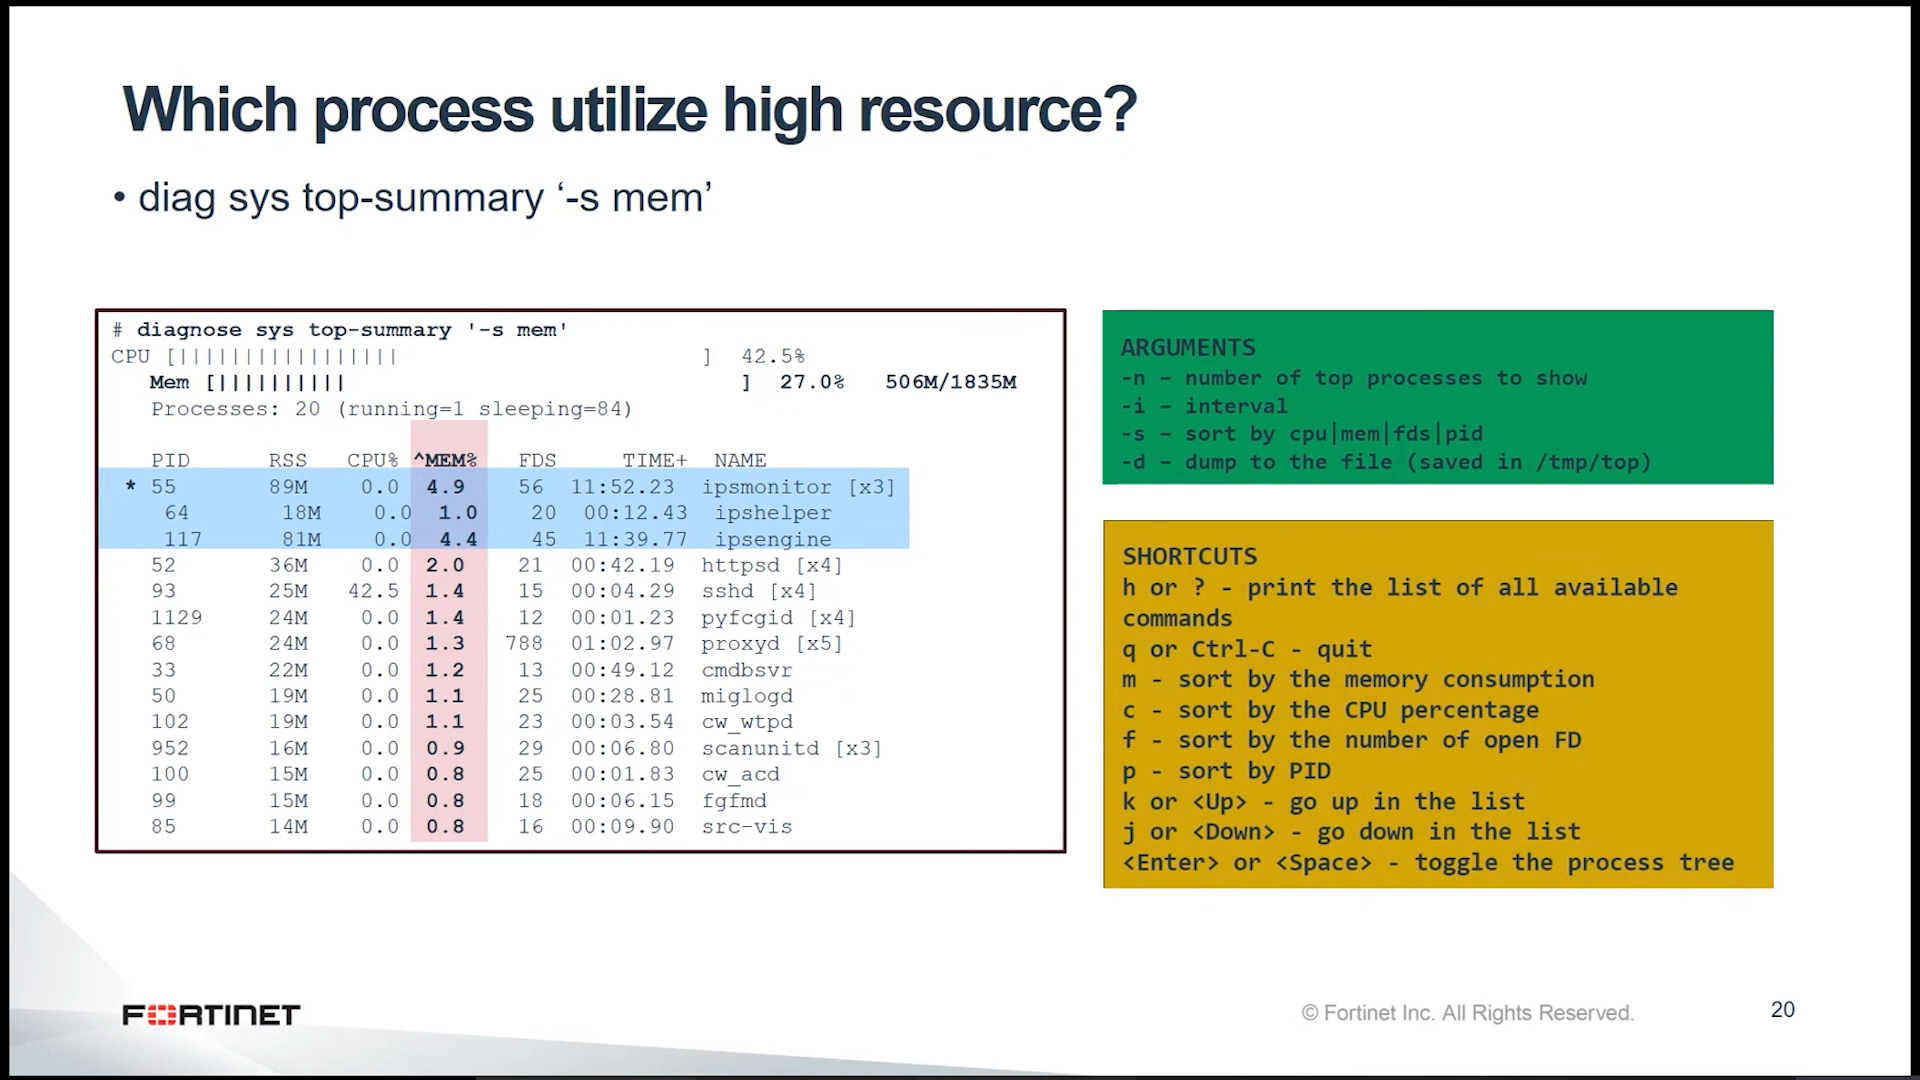 Which process utilize high resource?
• diag sys top-summary ‘-s mem’
# diagnose sys top-summary '-s mem'
CPU [||||||||||||||||| ] 42.5%
Mem [|||||||||| ] 27.0% 506M/1835M
Processes: 20 (running=1 sleeping=84)
PID RSS CPU% ^MEM% FDS TIME+ NAME
* 55 89M 0.0 4.9 56 11:52.23 ipsmonitor [x3]
64 18M 0.0 1.0 20 00:12.43 ipshelper
117 81M 0.0 4.4 45 11:39.77 ipsengine
52 36M 0.0 2.0 21 00:42.19 httpsd [x4]
93 25M 42.5 1.4 15 00:04.29 sshd [x4]
1129 24M 0.0 1.4 12 00:01.23 pyfcgid [x4]
68 24M 0.0 1.3 788 01:02.97 proxyd [x5]
33 22M 0.0 1.2 13 00:49.12 cmdbsvr
50 19M 0.0 1.1 25 00:28.81 miglogd
102 19M 0.0 1.1 23 00:03.54 cw_wtpd
952 16M 0.0 0.9 29 00:06.80 scanunitd [x3]
100 15M 0.0 0.8 25 00:01.83 cw_acd
99 15M 0.0 0.8 18 00:06.15 fgfmd
85 14M 0.0 0.8 16 00:09.90 src-vis
ARGUMENTS
-n – number of top processes to show
-i – interval
-s – sort by cpu|mem|fds|pid
-d – dump to the file (saved in /tmp/top)
SHORTCUTS
h or ? - print the list of all available
commands
q or Ctrl-C - quit
m - sort by the memory consumption
c - sort by the CPU percentage
f - sort by the number of open FD
p - sort by PID
k or <Up> - go up in the list
j or <Down> - go down in the list
<Enter> or <Space> - toggle the process tree
FORTINET
© Fortinet Inc. All Rights Reserved.
20